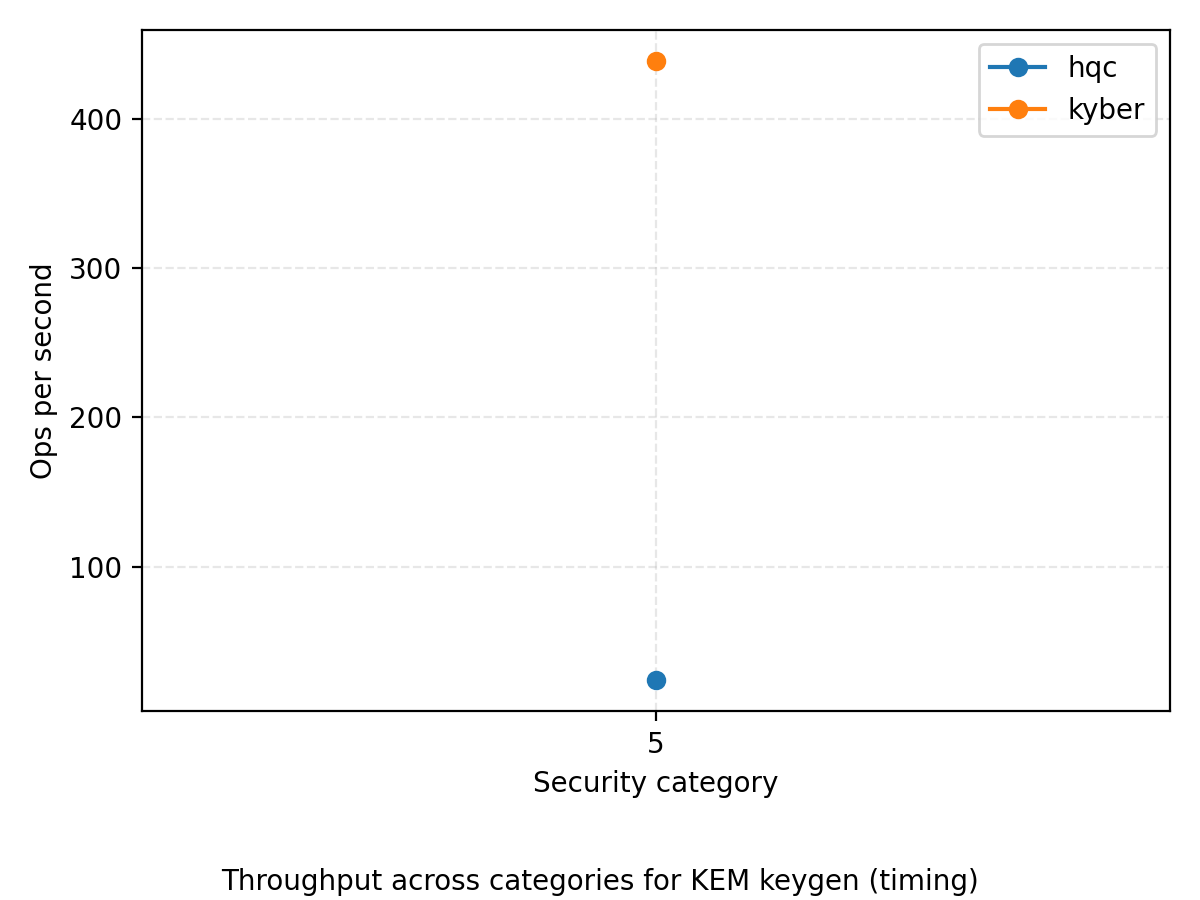 hqc
kyber
400
300
200
100
Ops per second
5
Security category
Throughput across categories for KEM keygen (timing)